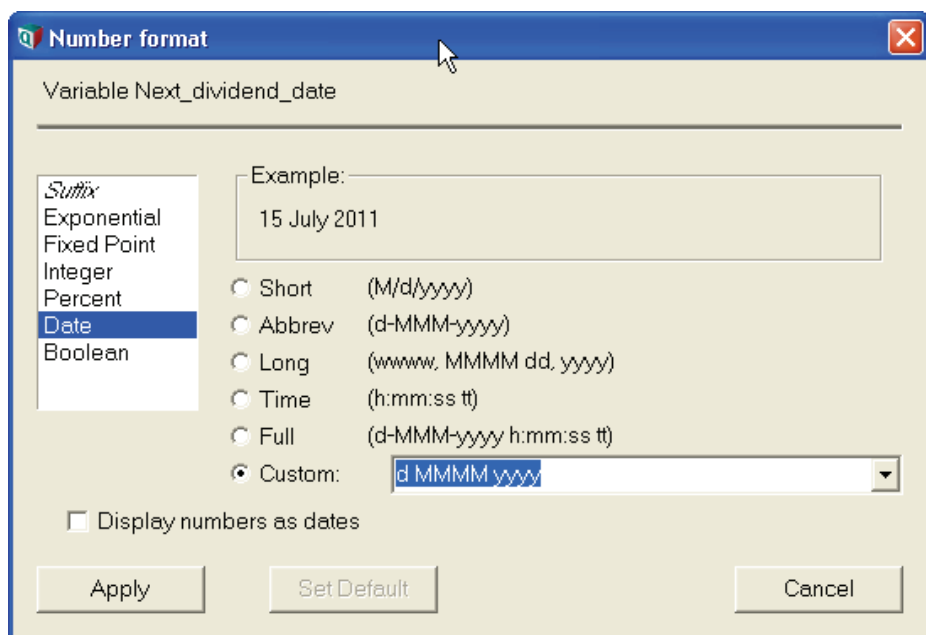 Number format
Variable Next_dividend_date
Suffix
Exponential
Fixed Point
Integer
Percent
Date
Boolean
Example:
15 July 2011
Short (M/d/yyyy)
Abbrev (d-MMM-yyyy)
Long (wwww, MMMM dd, yyyy)
Time (h:mm:ss tt)
Full (d-MMM-yyyy h:mm:ss tt)
Custom: d MMMM yyyy
Display numbers as dates
Apply Set Default Cancel